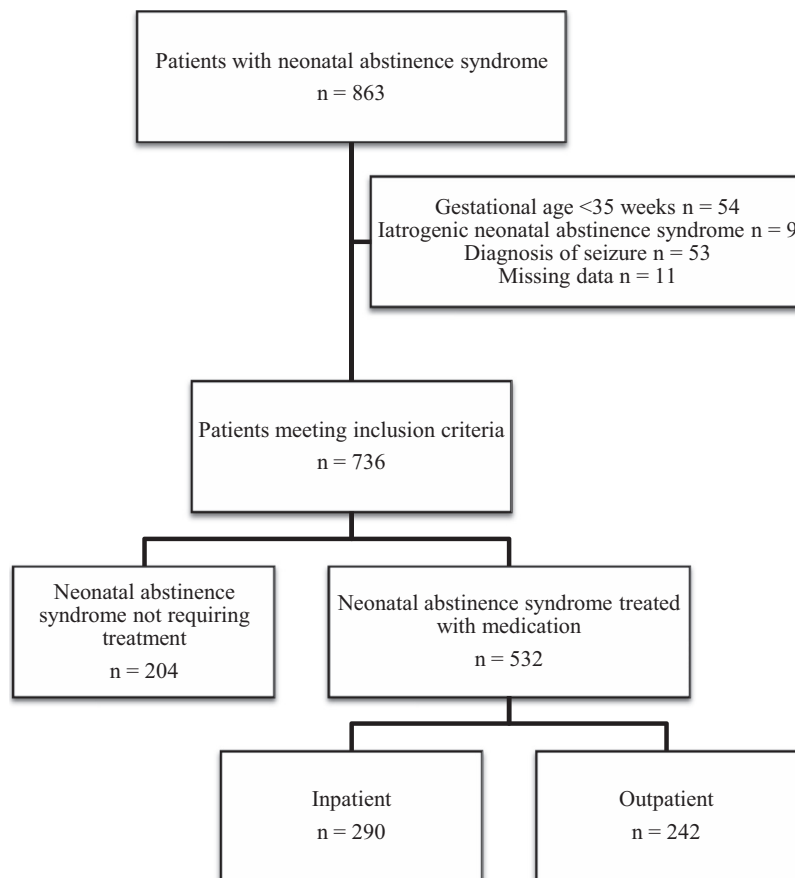 Patients with neonatal abstinence syndrome
n = 863
Gestational age <35 weeks n = 54
Iatrogenic neonatal abstinence syndrome n = 9
Diagnosis of seizure n = 53
Missing data n = 11
Patients meeting inclusion criteria
n = 736
Neonatal abstinence
syndrome not requiring
treatment
n = 204
Neonatal abstinence syndrome treated
with medication
n = 532
Inpatient
n = 290
Outpatient
n = 242